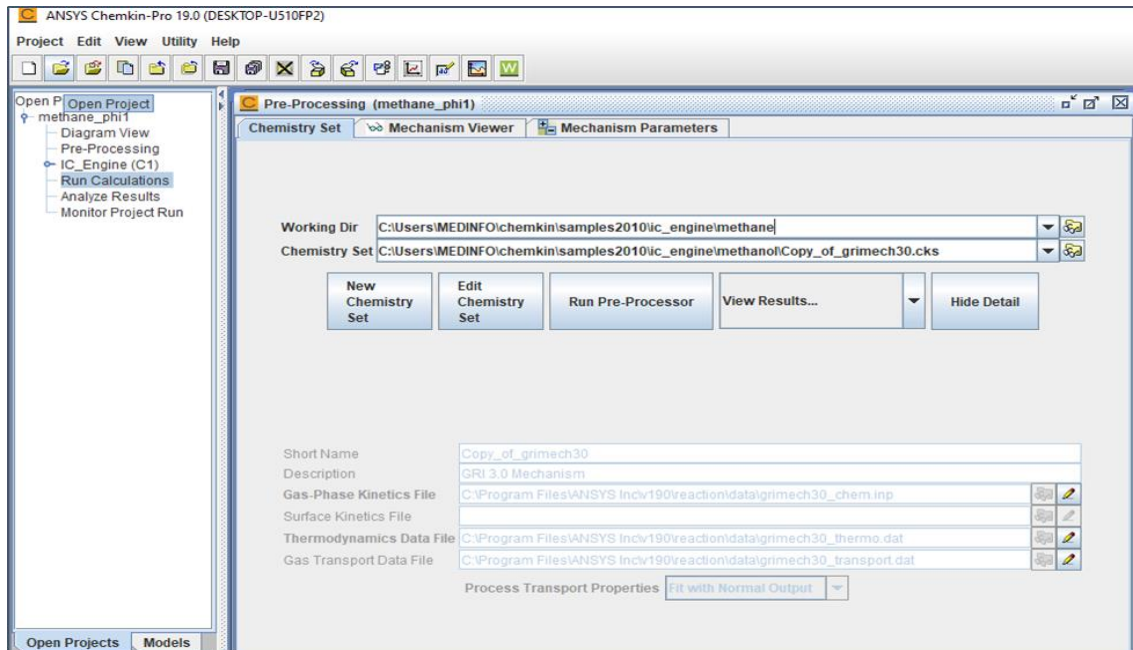 ANSYS Chemkin-Pro 19.0 (DESKTOP-U510FP2)
Project Edit View Utility Help
Open P
Open Project
methane_phi1
Diagram View
Pre-Processing
IC_Engine (C1)
Run Calculations
Analyze Results
Monitor Project Run
Open Projects Models
Pre-Processing (methane_phi1)
Chemistry Set Mechanism Viewer Mechanism Parameters
Working Dir C:\Users\MEDINFO\chemkin\samples2010\ic_engine\methane
Chemistry Set C:\Users\MEDINFO\chemkin\samples2010\ic_engine\methanol\Copy_of_grimech30.cks
New Chemistry Set
Edit Chemistry Set
Run Pre-Processor
View Results...
Hide Detail
Short Name Copy_of_grimech30
Description GRI 3.0 Mechanism
Gas-Phase Kinetics File C:\Program Files\ANSYS Inc\v190\reaction\data\grimech30_chem.inp
Surface Kinetics File
Thermodynamics Data File C:\Program Files\ANSYS Inc\v190\reaction\data\grimech30_thermo.dat
Gas Transport Data File C:\Program Files\ANSYS Inc\v190\reaction\data\grimech30_transport.dat
Process Transport Properties Fit with Normal Output